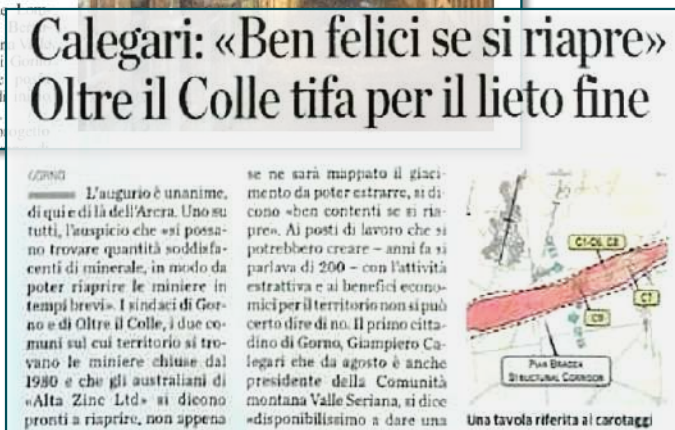 Calegari: «Ben felici se si riapre»
Oltre il Colle tifa per il lieto fine
GORNO
L'augurio è unanime,
di qui e di là dell'Arera. Uno su
tutti, l'auspicio che «si possa-
no trovare quantità soddisfa-
centi di minerale, in modo da
poter riaprire le miniere in
tempi brevi». I sindaci di Gor-
no e di Oltre il Colle, i due co-
muni sul cui territorio si tro-
vano le miniere chiuse dal
1980 e che gli australiani di
«Alta Zinc Ltd» si dicono
pronti a riaprire, non appena
se ne sarà mappato il giaci-
mento da poter estrarre, si di-
cono «ben contenti se si ria-
pre». Ai posti di lavoro che si
potrebbero creare – anni fa si
parlava di 200 – con l'attività
estrattiva e ai benefici econo-
mici per il territorio non si può
certo dire di no. Il primo citta-
dino di Gorno, Giampiero Ca-
legari che da agosto è anche
presidente della Comunità
montana Valle Seriana, si dice
«disponibilissimo a dare una
C1-C6, C8
C7
C9
PIAN BRACCA
STRUCTURAL CORRIDOR
Una tavola riferita ai carotaggi